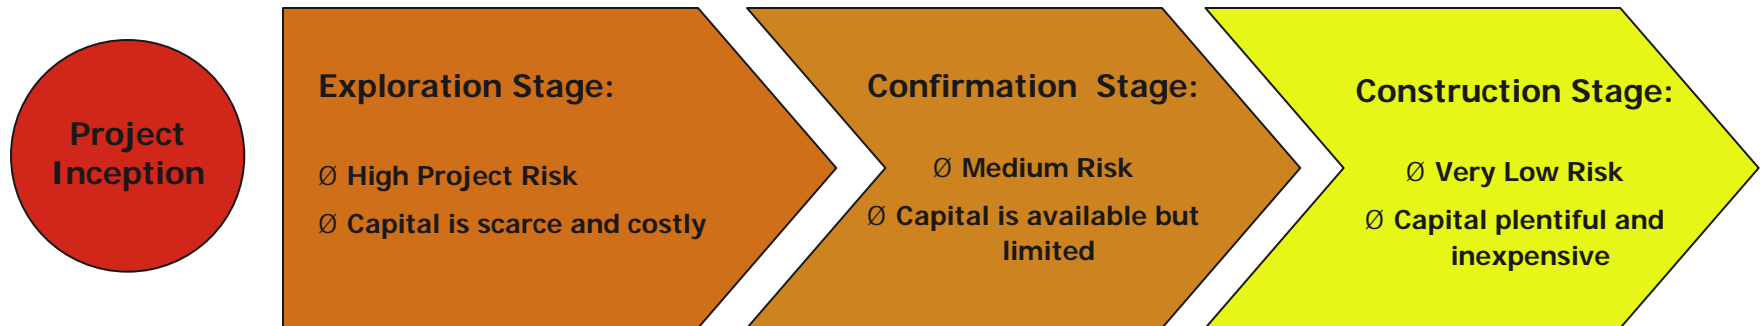 Project
Inception
Exploration Stage:
Ø High Project Risk
Ø Capital is scarce and costly
Confirmation Stage:
Ø Medium Risk
Ø Capital is available but
limited
Construction Stage:
Ø Very Low Risk
Ø Capital plentiful and
inexpensive